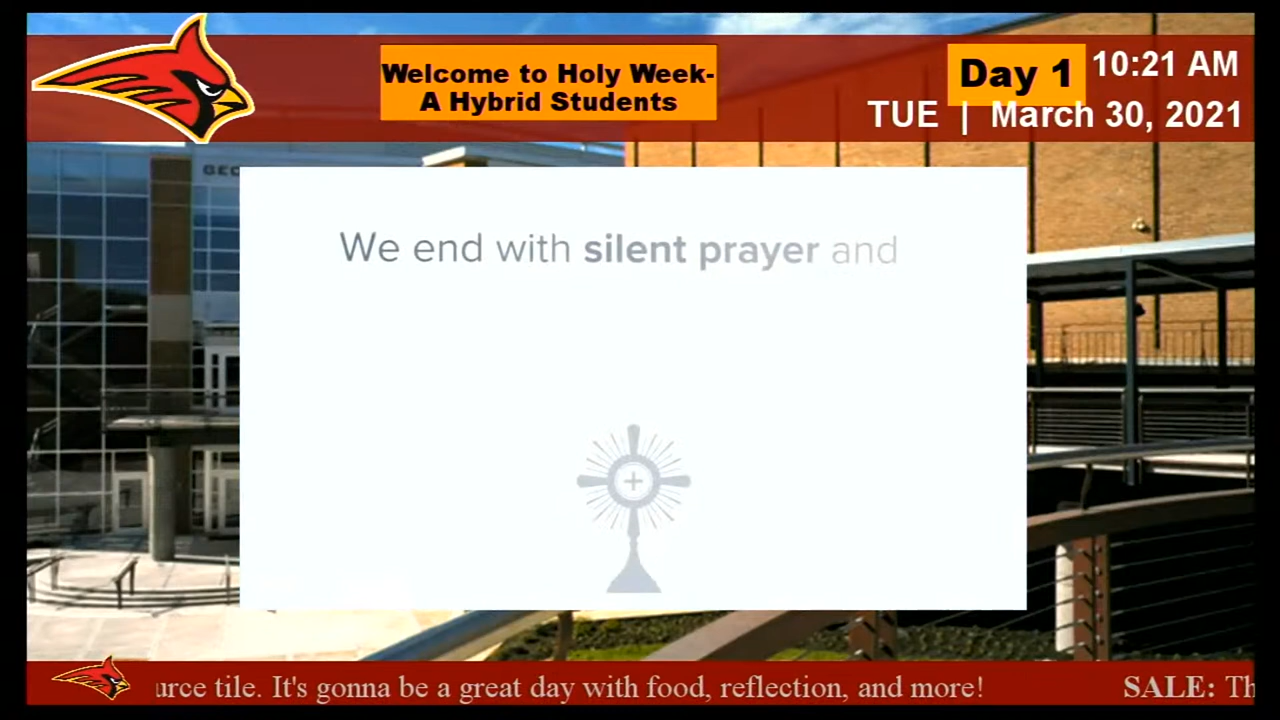 Welcome to Holy Week-
A Hybrid Students
Day 1
10:21 AM
TUE | March 30, 2021
We end with silent prayer and
tile. It's gonna be a great day with food, reflection, and more!
SALE: